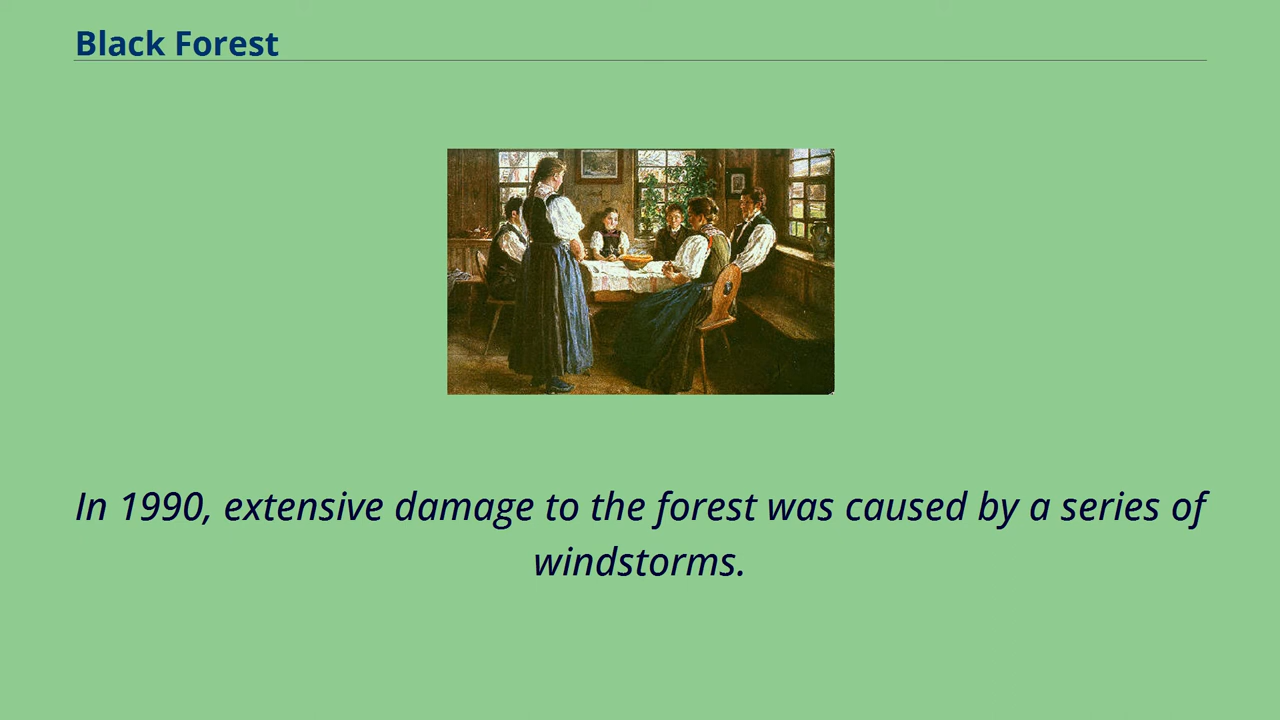 Black Forest
In 1990, extensive damage to the forest was caused by a series of
windstorms.